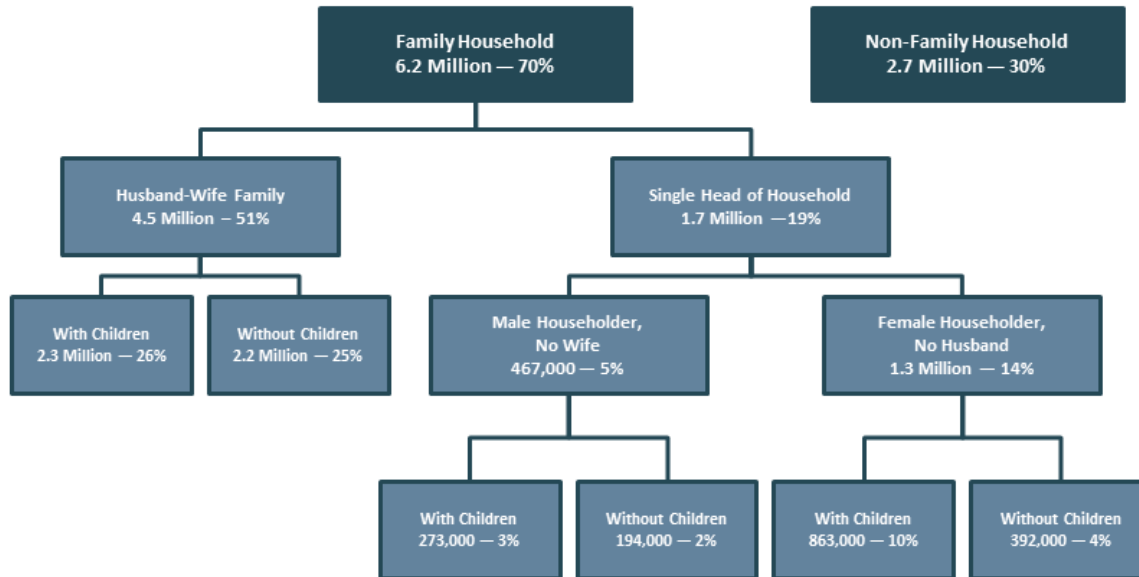 Family Household
6.2 Million — 70%
Non-Family Household
2.7 Million — 30%
Husband-Wife Family
4.5 Million – 51%
Single Head of Household
1.7 Million —19%
With Children
2.3 Million — 26%
Without Children
2.2 Million — 25%
Male Householder,
No Wife
467,000 — 5%
Female Householder,
No Husband
1.3 Million — 14%
With Children
273,000 — 3%
Without Children
194,000 — 2%
With Children
863,000 — 10%
Without Children
392,000 — 4%